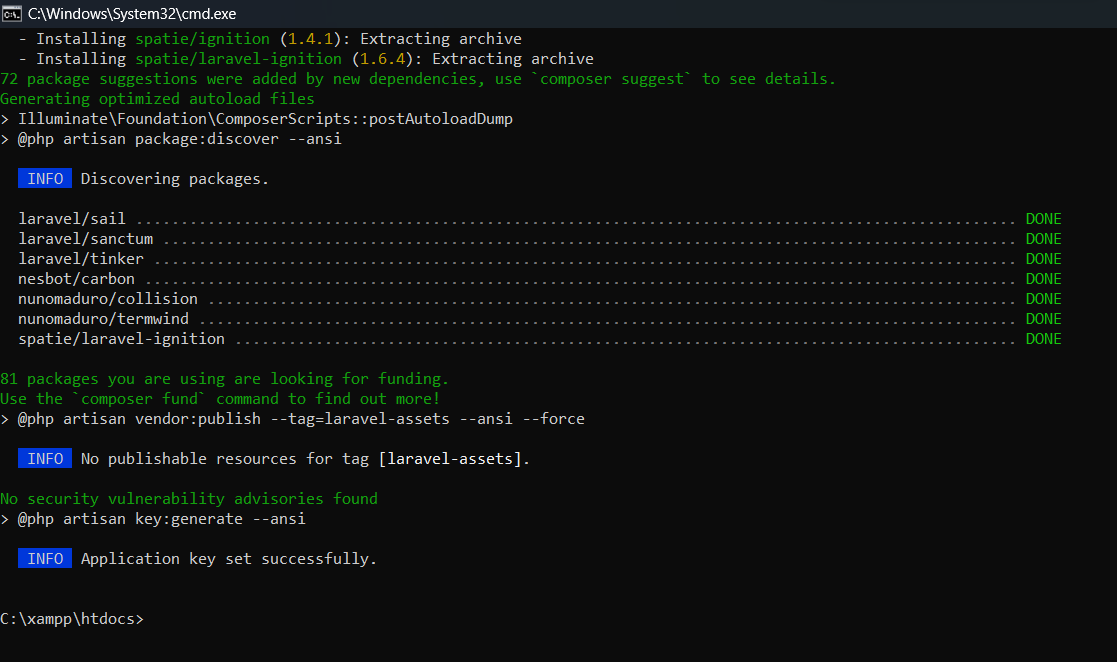 C:\Windows\System32\cmd.exe
- Installing spatie/ignition (1.4.1): Extracting archive
- Installing spatie/laravel-ignition (1.6.4): Extracting archive
72 package suggestions were added by new dependencies, use `composer suggest` to see details.
Generating optimized autoload files
> Illuminate\Foundation\ComposerScripts::postAutoloadDump
> @php artisan package:discover --ansi
INFO Discovering packages.
laravel/sail .................................................................................................. DONE
laravel/sanctum ............................................................................................... DONE
laravel/tinker ................................................................................................ DONE
nesbot/carbon ................................................................................................. DONE
nunomaduro/collision .......................................................................................... DONE
nunomaduro/termwind ........................................................................................... DONE
spatie/laravel-ignition ....................................................................................... DONE
81 packages you are using are looking for funding.
Use the `composer fund` command to find out more!
> @php artisan vendor:publish --tag=laravel-assets --ansi --force
INFO No publishable resources for tag [laravel-assets].
No security vulnerability advisories found
> @php artisan key:generate --ansi
INFO Application key set successfully.
C:\xampp\htdocs>